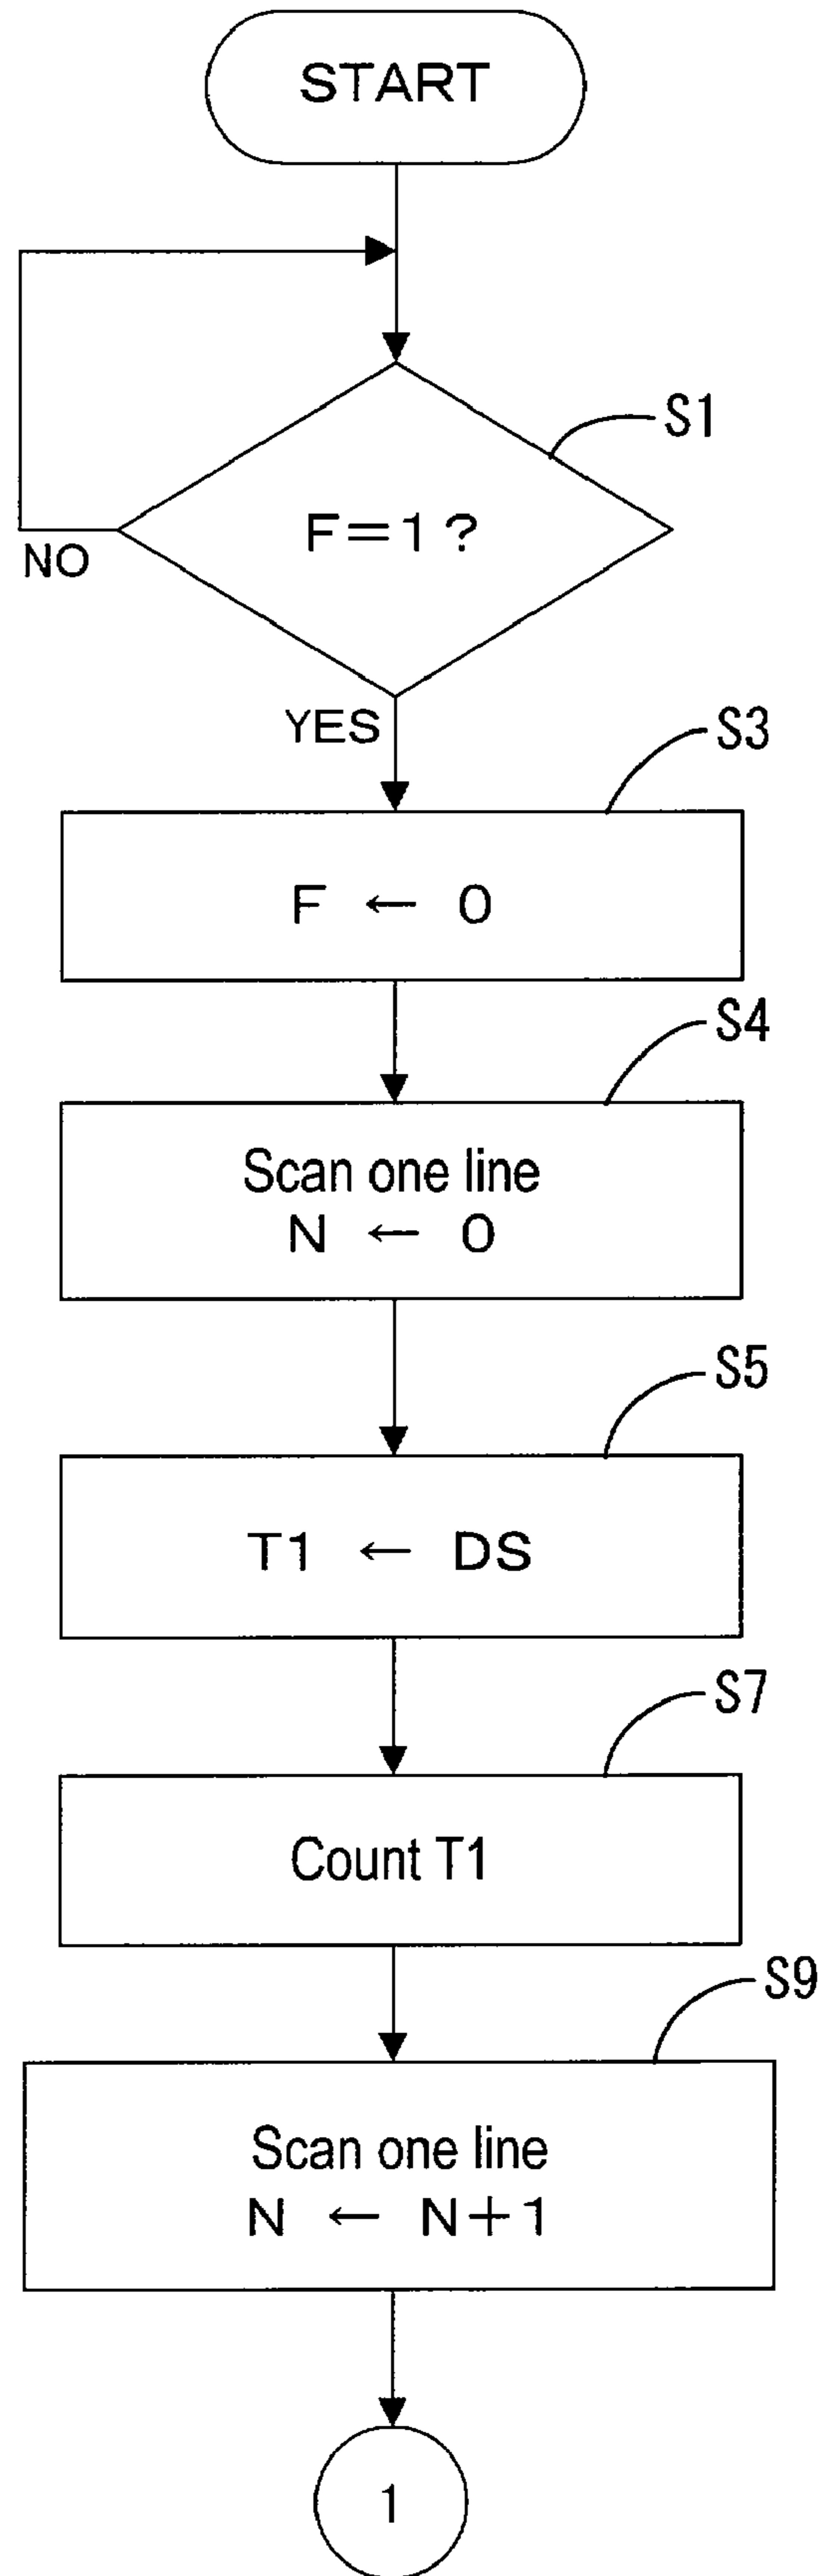 START
S1
F=1?
NO
YES
S3
F ← 0
S4
Scan one line
N ← 0
S5
T1 ← DS
S7
Count T1
S9
Scan one line
N ← N+1
1